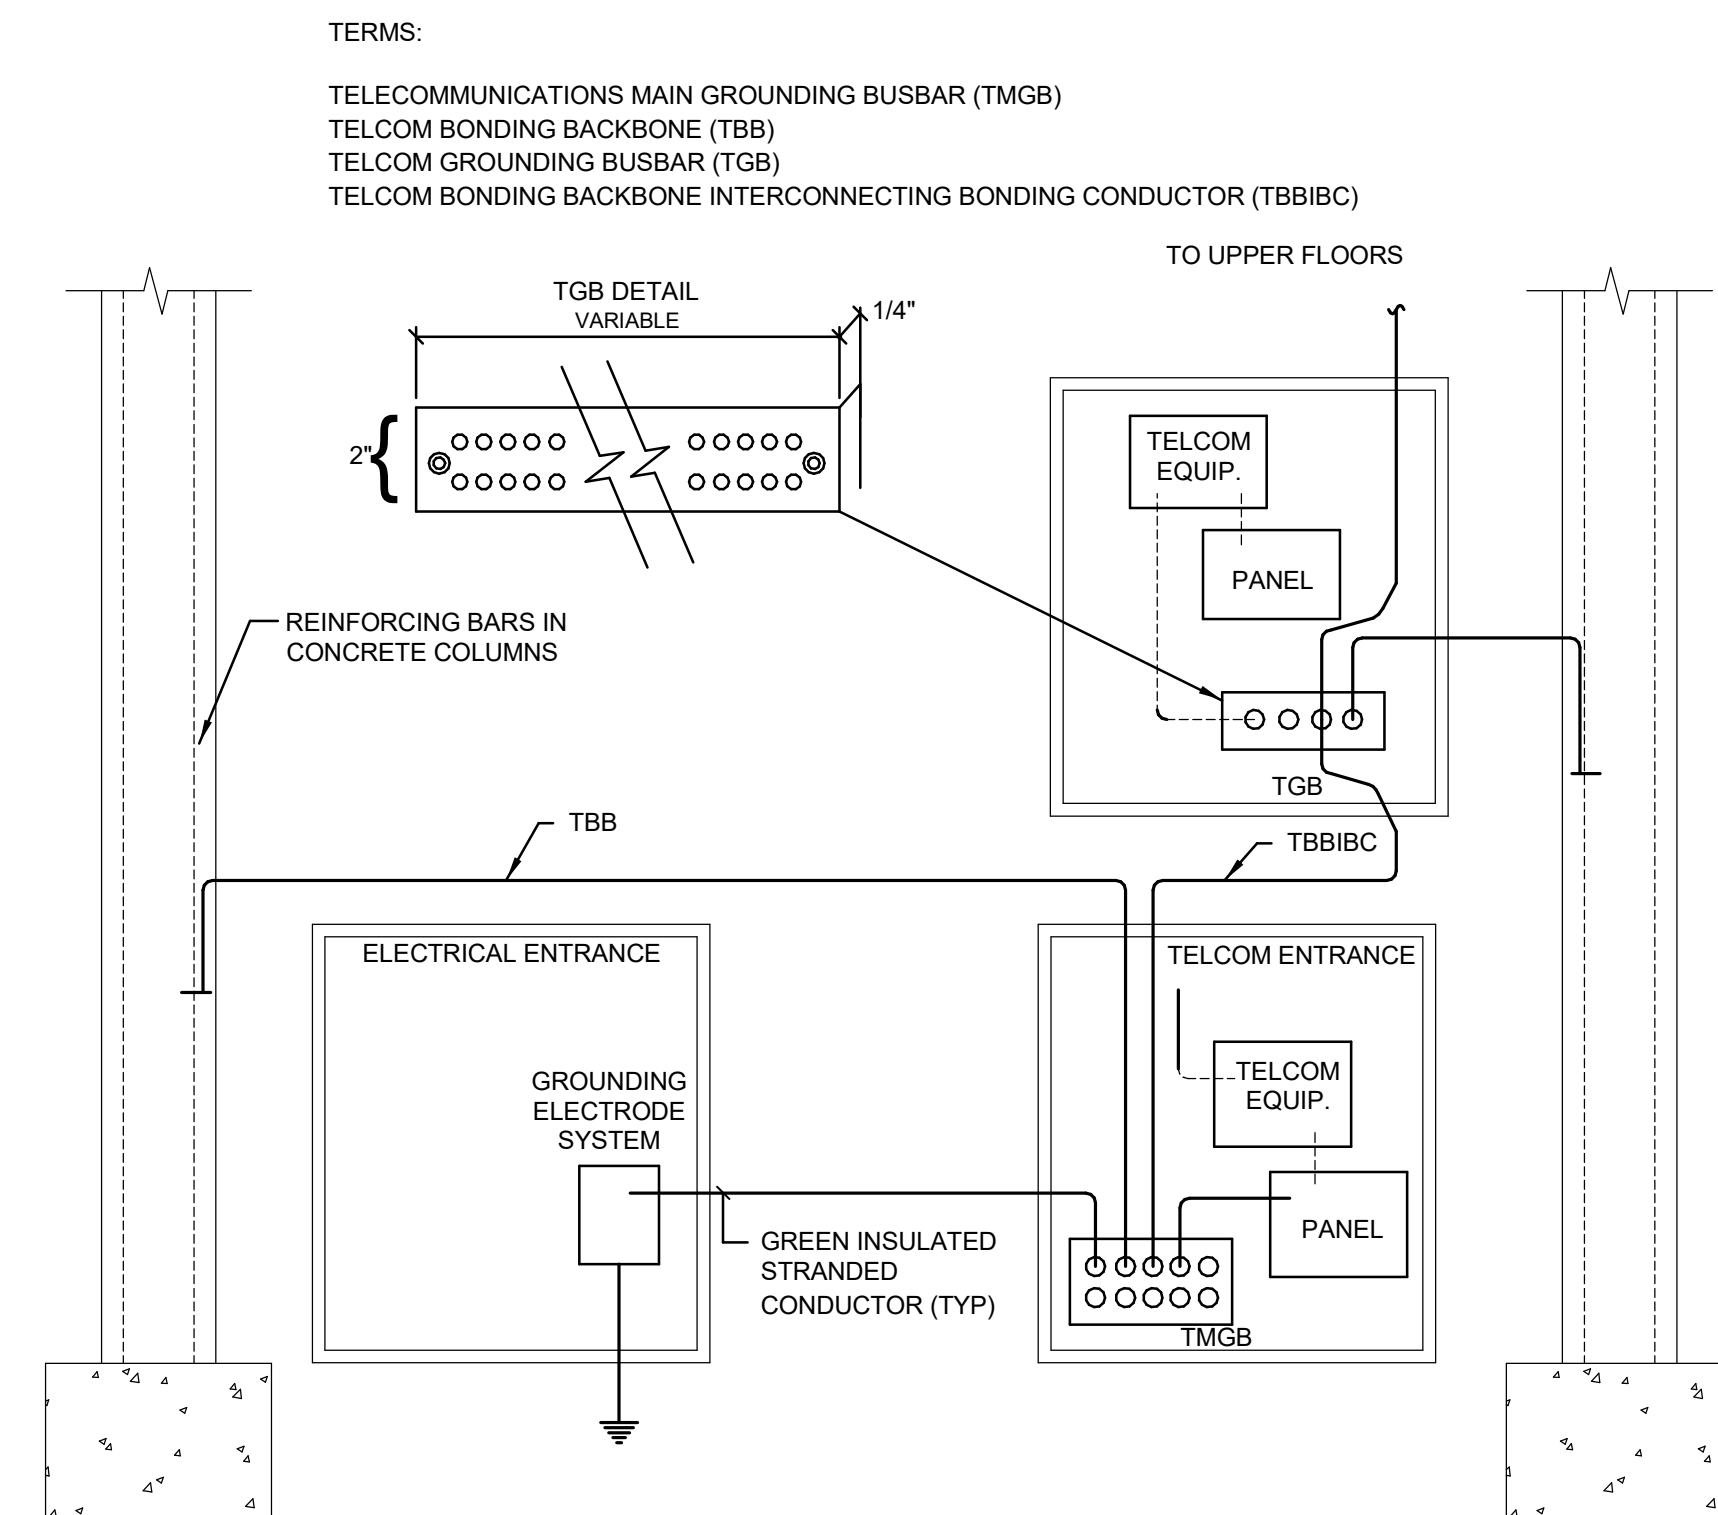 TERMS:
TELECOMMUNICATIONS MAIN GROUNDING BUSBAR (TMGB)
TELCOM BONDING BACKBONE (TBB)
TELCOM GROUNDING BUSBAR (TGB)
TELCOM BONDING BACKBONE INTERCONNECTING BONDING CONDUCTOR (TBBIBC)
TO UPPER FLOORS
TGB DETAIL
VARIABLE
1/4"
2"
TELCOM
EQUIP.
PANEL
REINFORCING BARS IN
CONCRETE COLUMNS
TGB
TBB
TBBIBC
ELECTRICAL ENTRANCE
TELCOM ENTRANCE
GROUNDING
ELECTRODE
SYSTEM
TELCOM
EQUIP.
PANEL
GREEN INSULATED
STRANDED
CONDUCTOR (TYP)
TMGB